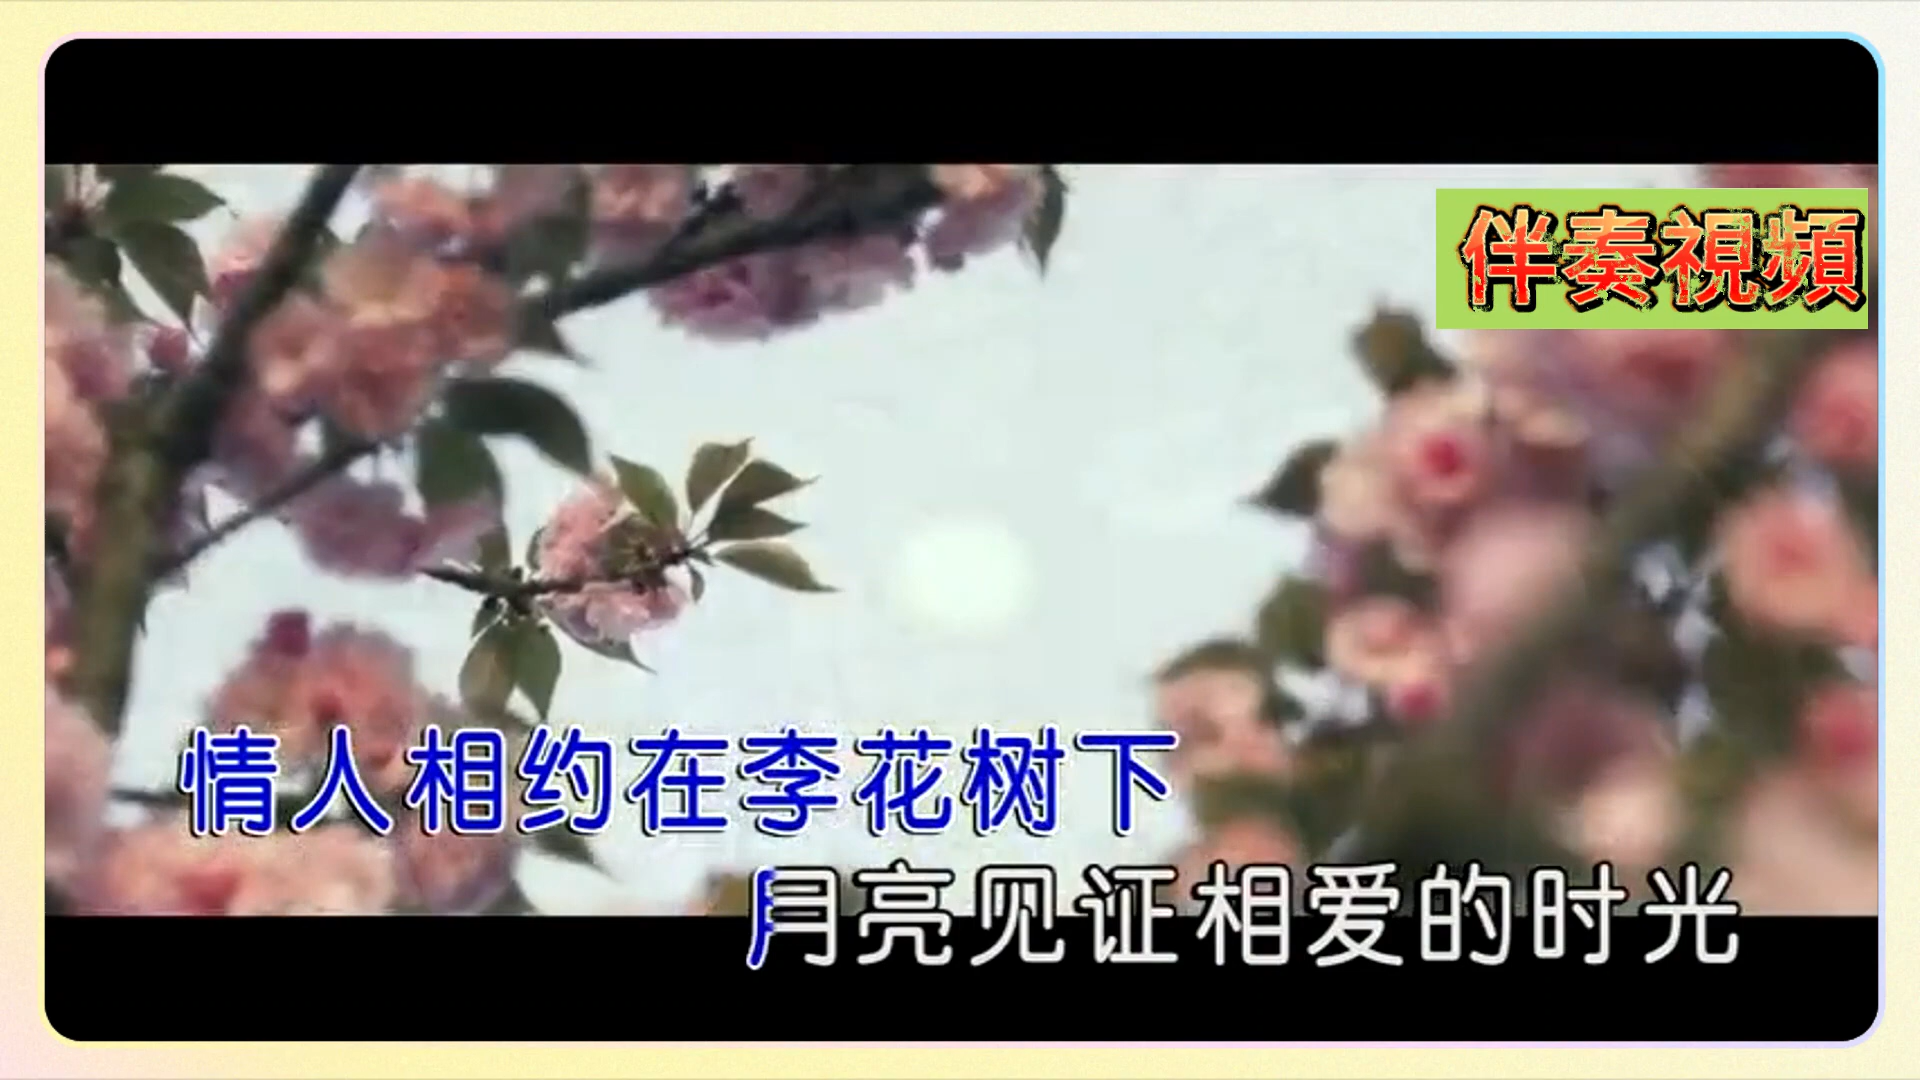 伴奏視頻
情人相约在李花树下
月亮见证相爱的时光